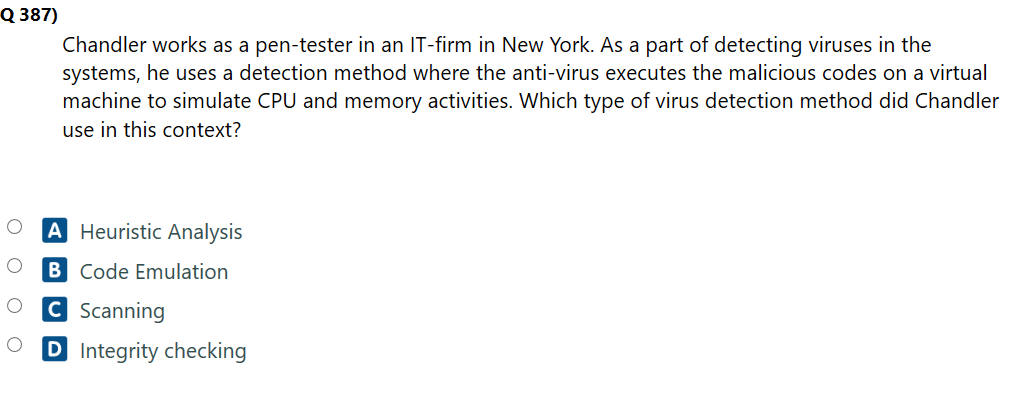 Q 387)
Chandler works as a pen-tester in an IT-firm in New York. As a part of detecting viruses in the
systems, he uses a detection method where the anti-virus executes the malicious codes on a virtual
machine to simulate CPU and memory activities. Which type of virus detection method did Chandler
use in this context?
A Heuristic Analysis
B Code Emulation
C Scanning
D Integrity checking